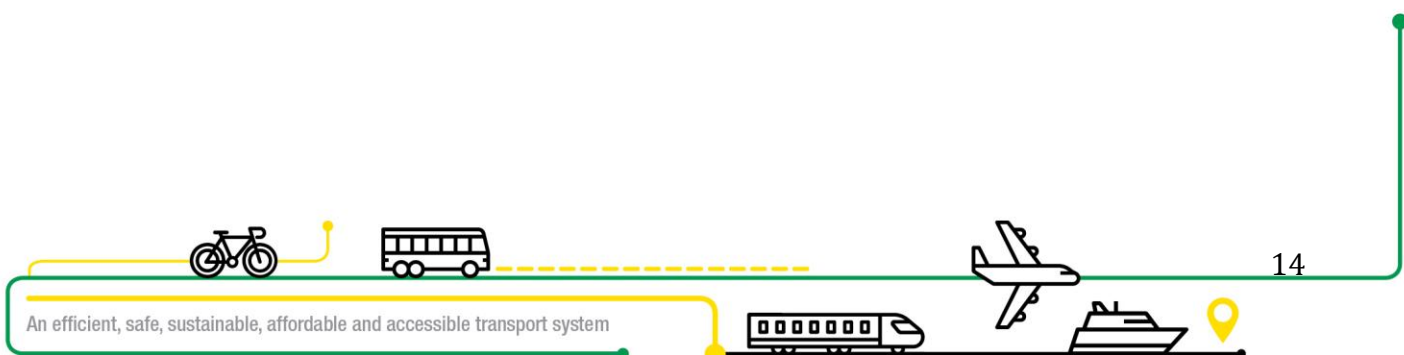 14
An efficient, safe, sustainable, affordable and accessible transport system